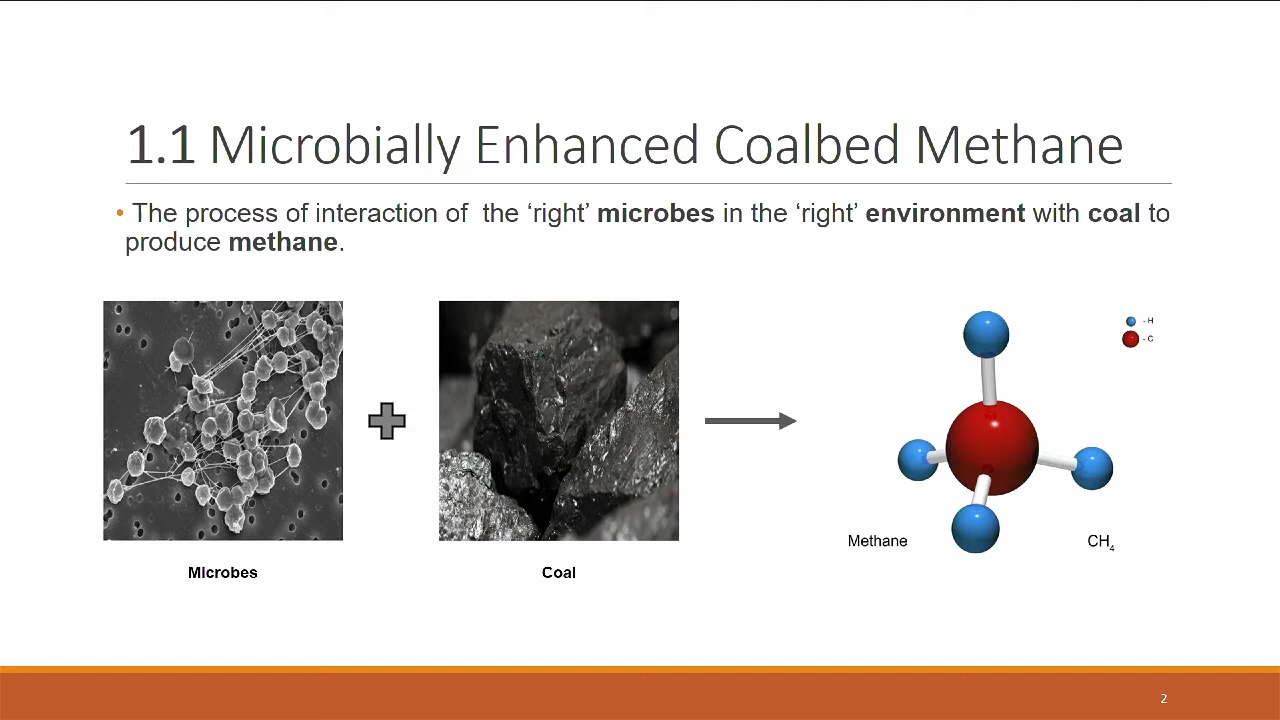 1.1 Microbially Enhanced Coalbed Methane
• The process of interaction of the ‘right’ microbes in the ‘right’ environment with coal to
produce methane.
- H
- C
Methane
CH₄
Microbes
Coal
2